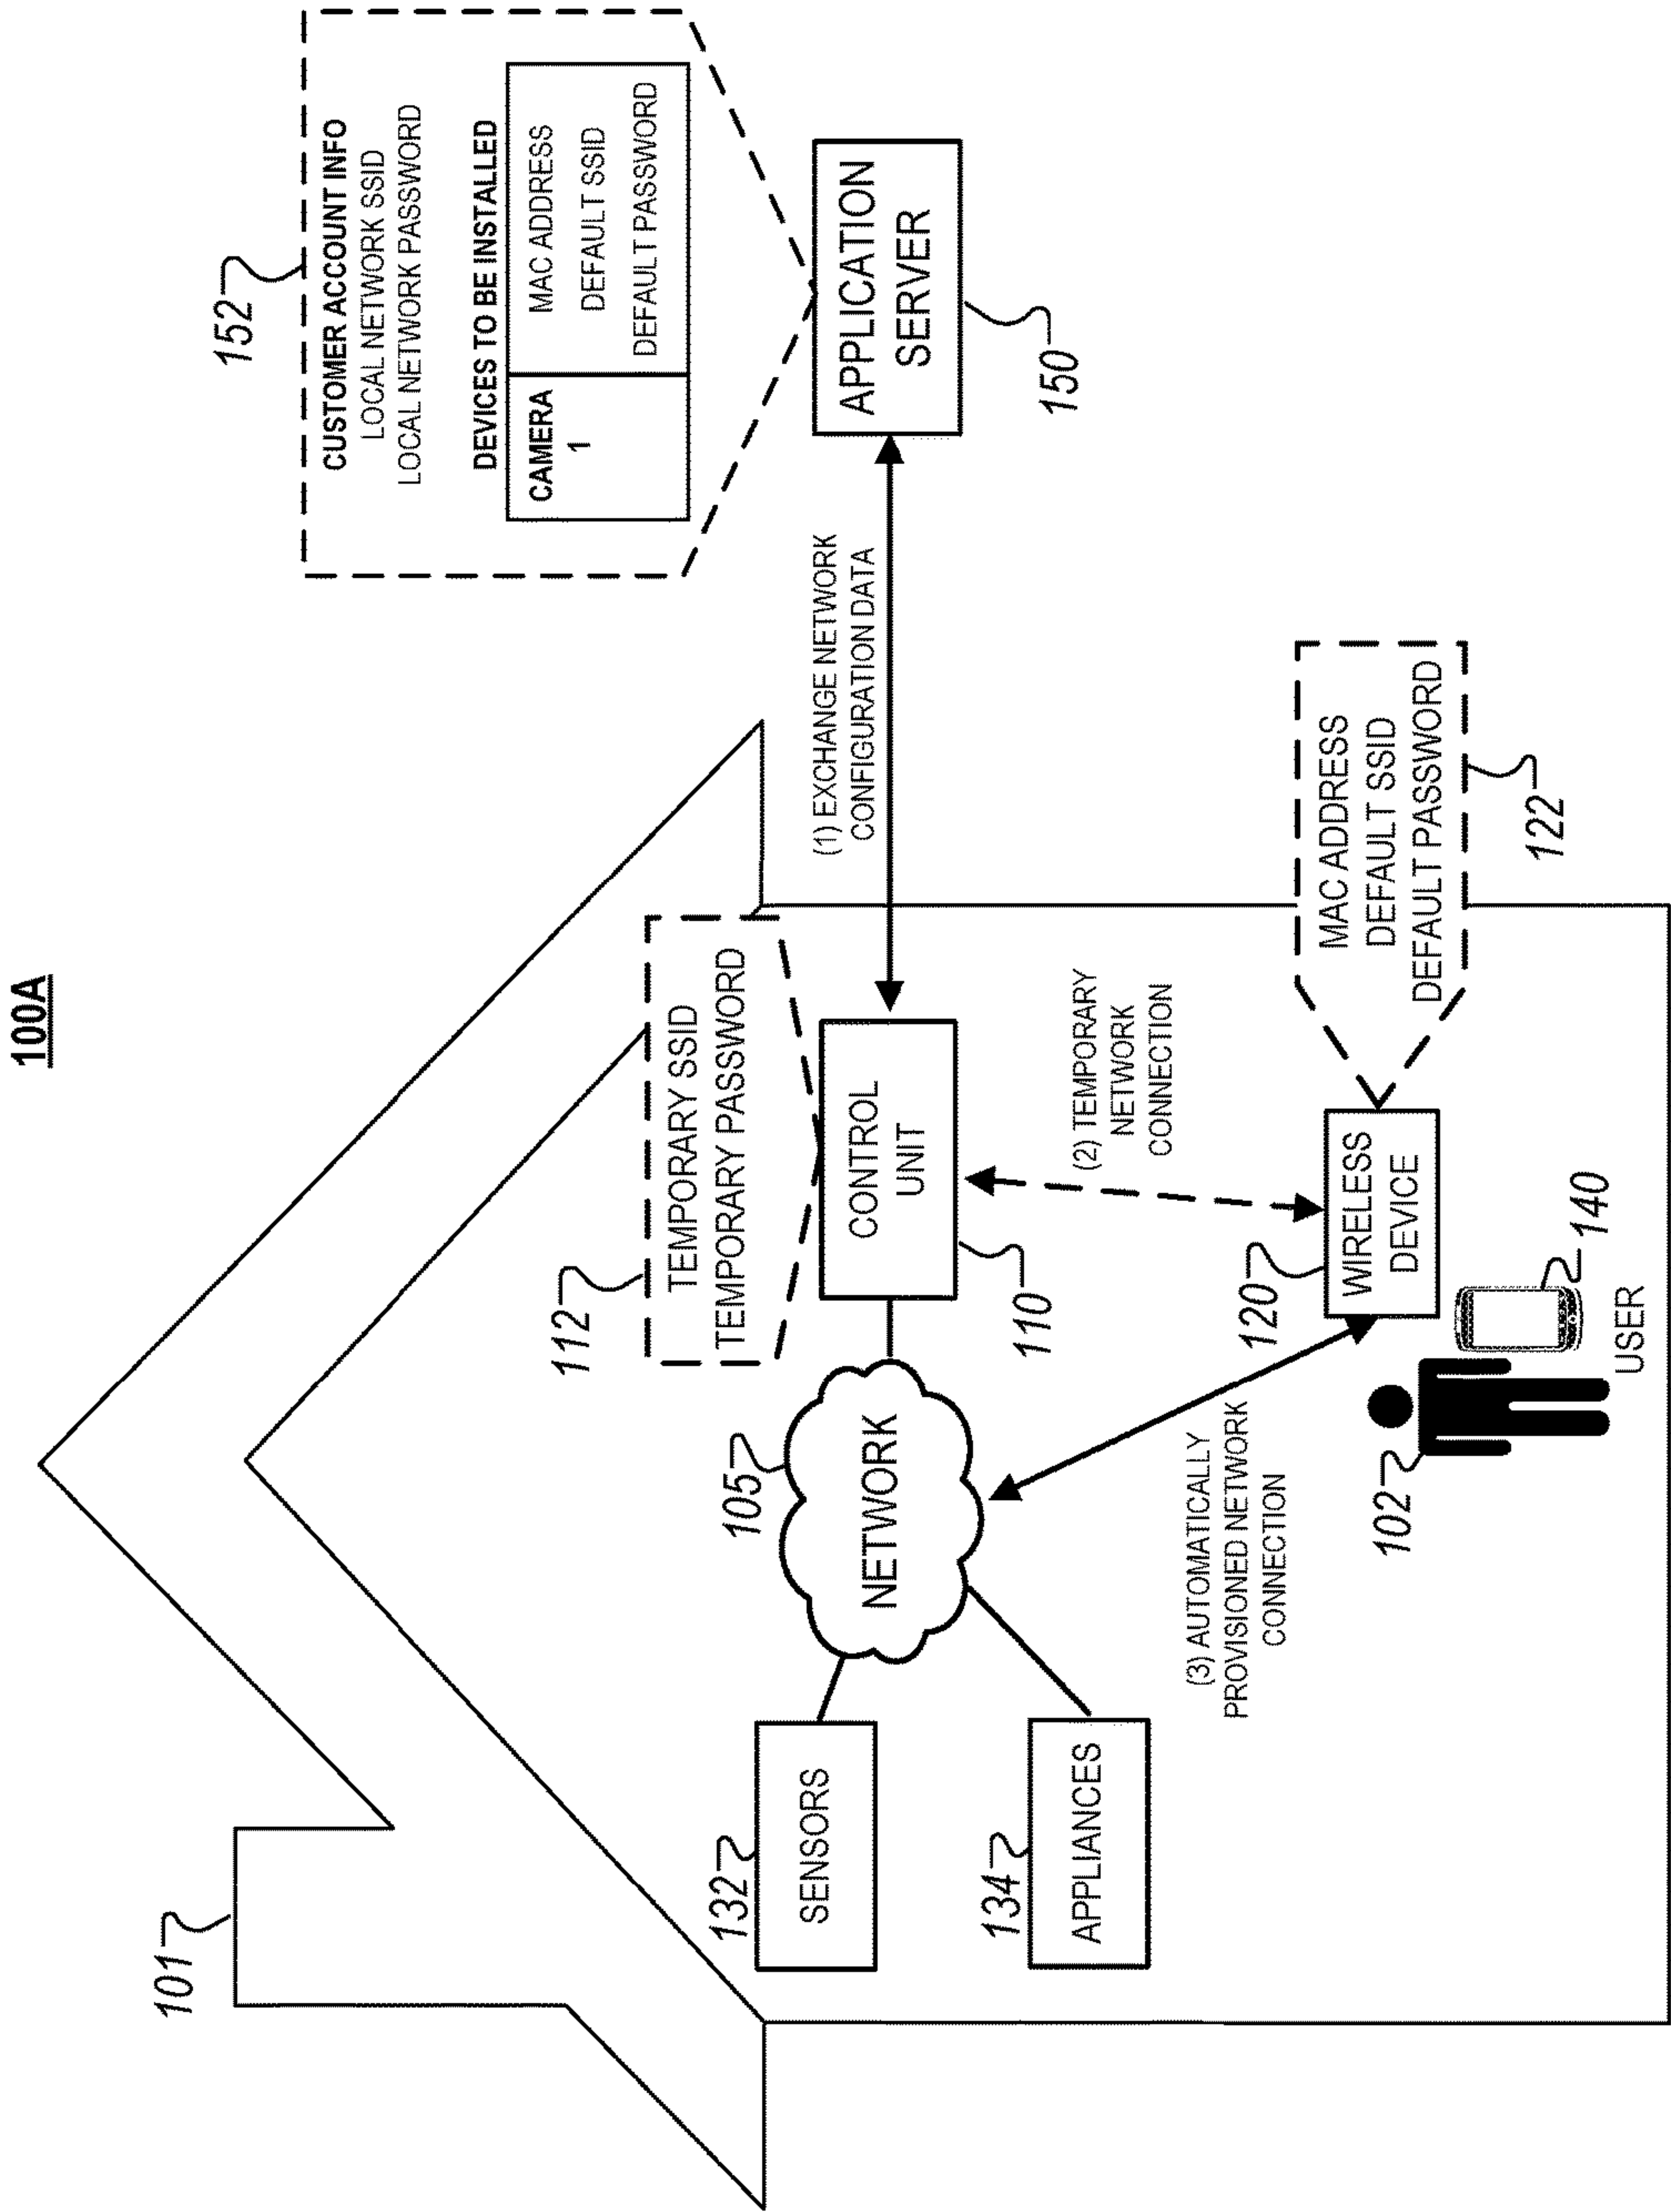 100A
101
152
CUSTOMER ACCOUNT INFO
LOCAL NETWORK SSID
LOCAL NETWORK PASSWORD
DEVICES TO BE INSTALLED
CAMERA
1
MAC ADDRESS
DEFAULT SSID
DEFAULT PASSWORD
APPLICATION
SERVER
150
(1) EXCHANGE NETWORK
CONFIGURATION DATA
112
TEMPORARY SSID
TEMPORARY PASSWORD
CONTROL
UNIT
110
105
NETWORK
132
SENSORS
134
APPLIANCES
(2) TEMPORARY
NETWORK
CONNECTION
(3) AUTOMATICALLY
PROVISIONED NETWORK
CONNECTION
120
WIRELESS
DEVICE
MAC ADDRESS
DEFAULT SSID
DEFAULT PASSWORD
122
102
140
USER